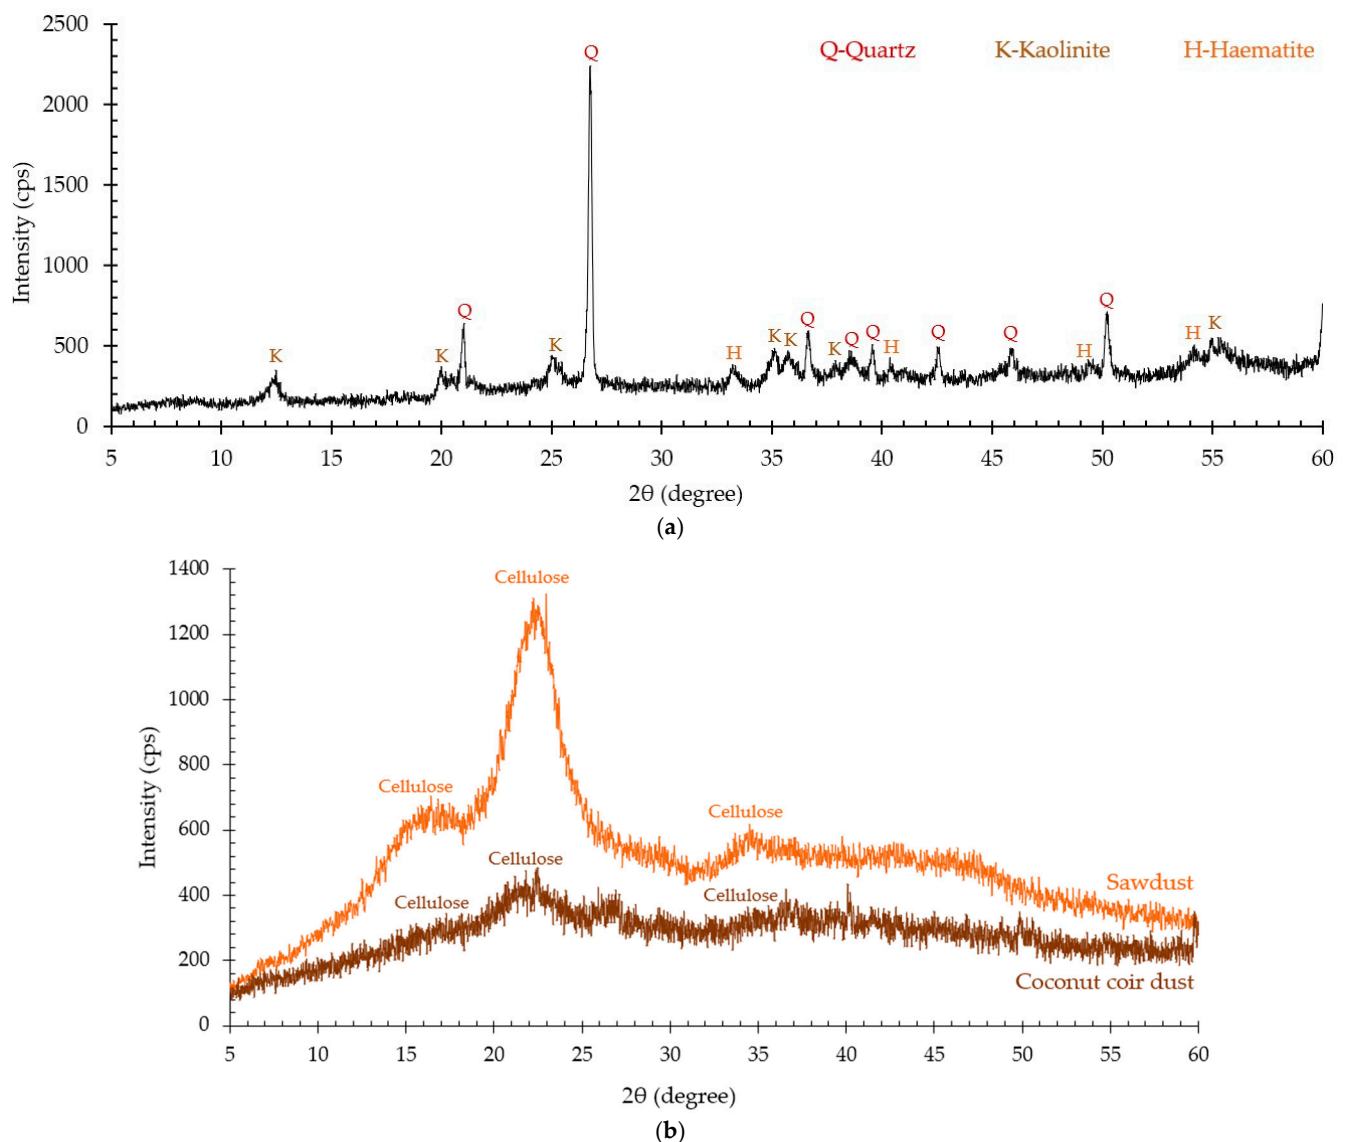 2500
Q
Q-Quartz K-Kaolinite H-Haematite
2000
Intensity (cps)
1500
1000
Q Q
500
K K K H K K Q K Q Q H Q Q H H K
0
5 10 15 20 25 30 35 40 45 50 55 60
2θ (degree)
(a)
1400
Cellulose
1200
1000
Intensity (cps)
800
Cellulose Cellulose
600
Cellulose
Sawdust
400
Cellulose Cellulose
200
Coconut coir dust
0
5 10 15 20 25 30 35 40 45 50 55 60
2θ (degree)
(b)